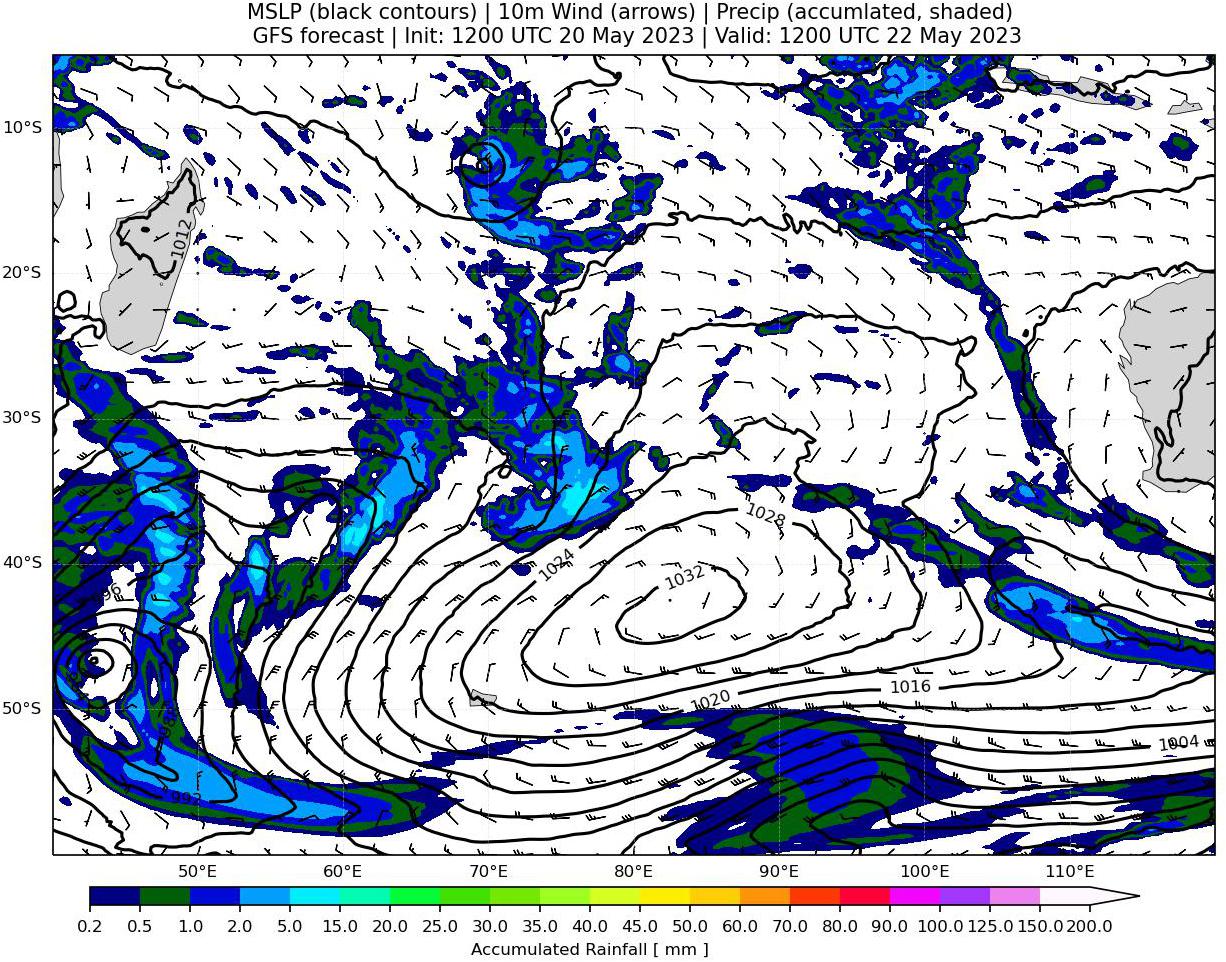 MSLP (black contours) | 10m Wind (arrows) | Precip (accumlated, shaded)
GFS forecast | Init: 1200 UTC 20 May 2023 | Valid: 1200 UTC 22 May 2023
10°S
1012
20°S
30°S
1028
1024
40°S
1032
1016
1020
50°S
1004
992
50°E 60°E 70°E 80°E 90°E 100°E 110°E
0.2 0.5 1.0 2.0 5.0 10.0 15.0 20.0 25.0 30.0 35.0 40.0 45.0 50.0 60.0 70.0 80.0 90.0 100.0 125.0 150.0 200.0
Accumulated Rainfall [ mm ]